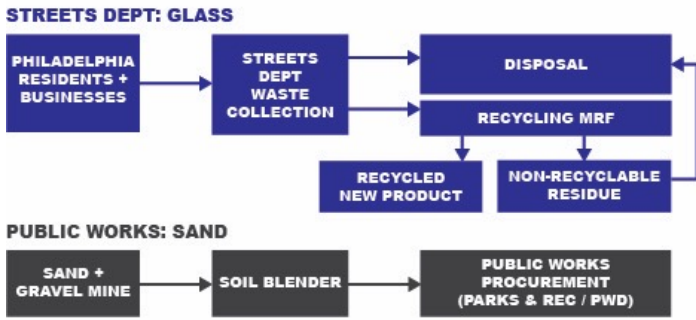 STREETS DEPT: GLASS
PHILADELPHIA
RESIDENTS +
BUSINESSES
STREETS
DEPT
WASTE
COLLECTION
DISPOSAL
RECYCLING MRF
RECYCLED
NEW PRODUCT
NON-RECYCLABLE
RESIDUE
PUBLIC WORKS: SAND
SAND +
GRAVEL MINE
SOIL BLENDER
PUBLIC WORKS
PROCUREMENT
(PARKS & REC / PWD)